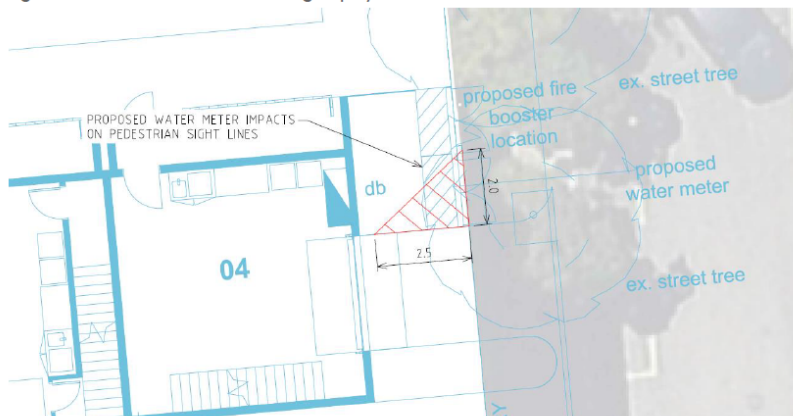 PROPOSED WATER METER IMPACTS
ON PEDESTRIAN SIGHT LINES
proposed fire
booster
location
ex. street tree
db
2.0
proposed
water meter
2.5
04
ex. street tree
Y